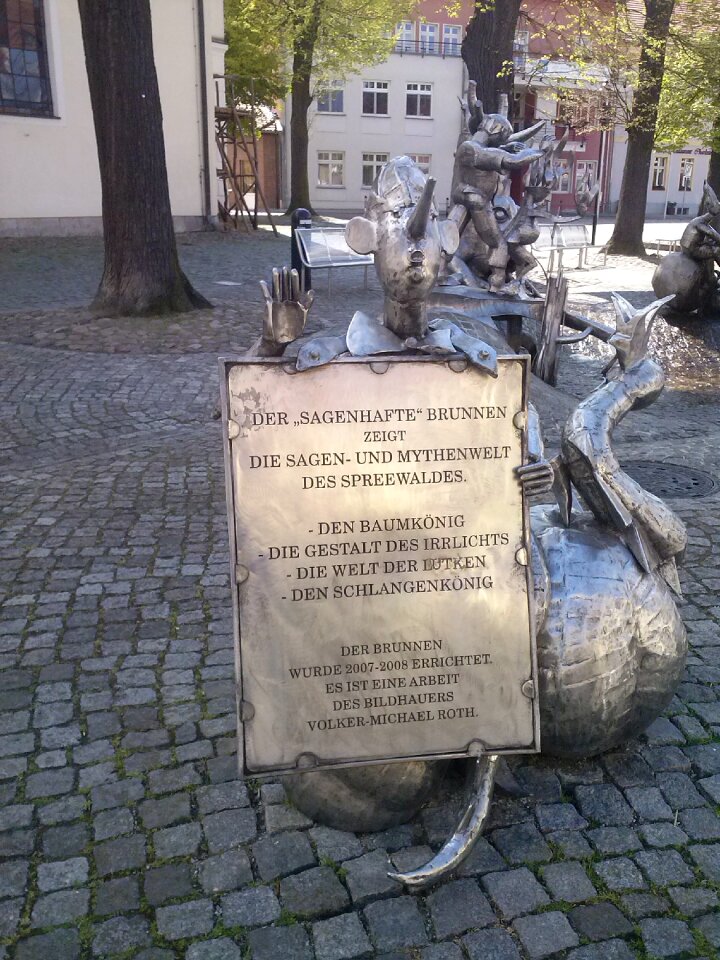 DER „SAGENHAFTE“ BRUNNEN
ZEIGT
DIE SAGEN- UND MYTHENWELT
DES SPREEWALDES.
- DEN BAUMKÖNIG
- DIE GESTALT DES IRRLICHTS
- DIE WELT DER LUTKEN
- DEN SCHLANGENKÖNIG
DER BRUNNEN
WURDE 2007-2008 ERRICHTET.
ES IST EINE ARBEIT
DES BILDHAUERS
VOLKER-MICHAEL ROTH.